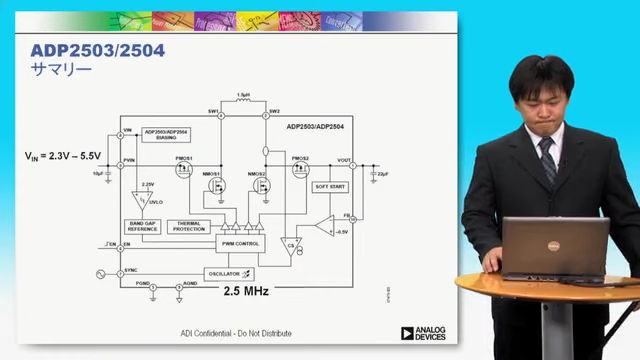 ADP2503/2504
サマリー
1.5µH
SW1
SW2
VIN
ADP2503/ADP2504
BIASING
ADP2503/ADP2504
VIN = 2.3V – 5.5V
PVIN
PMOS1
PMOS2
VOUT
10µF
NMOS1
NMOS2
22µF
2.25V
SOFT START
UVLO
BAND GAP
REFERENCE
THERMAL
PROTECTION
FB
~0.5V
EN
EN
PWM CONTROL
CS
SYNC
OSCILLATOR
PGND
AGND
2.5 MHz
ADI Confidential - Do Not Distribute
ANALOG
DEVICES